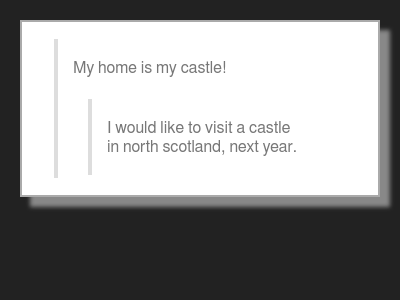 My home is my castle!
I would like to visit a castle
in north scotland, next year.